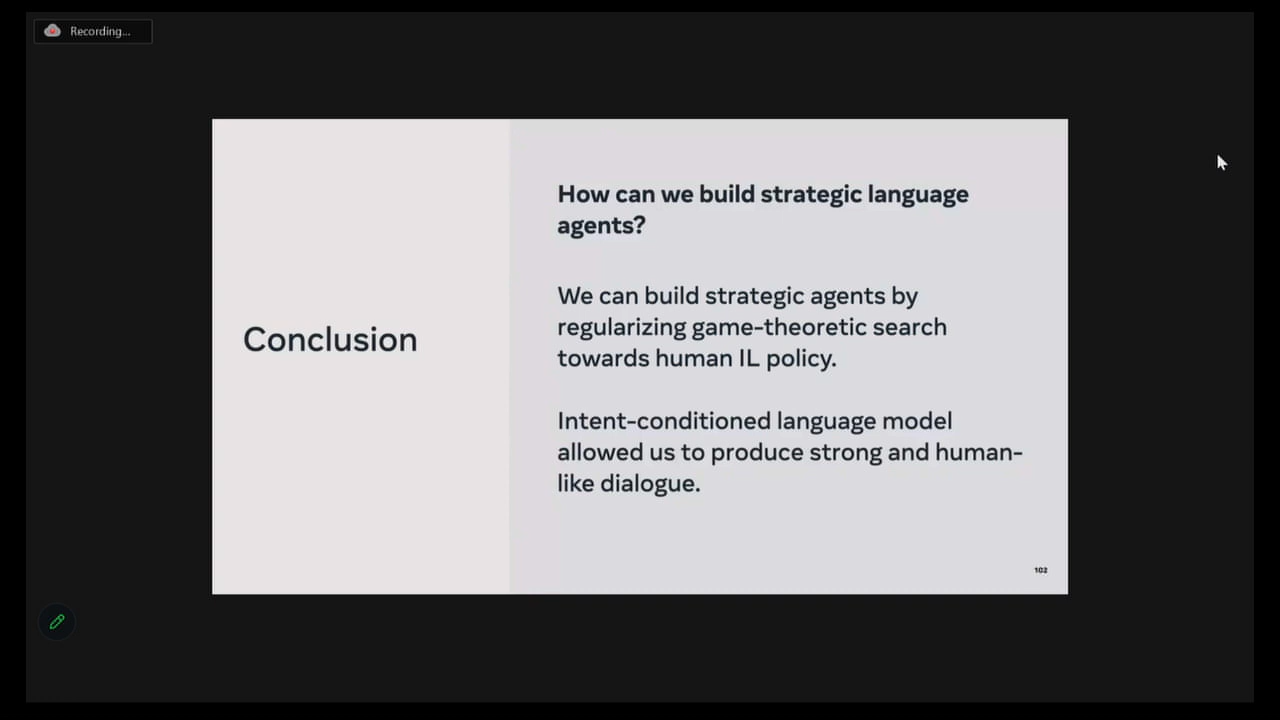 Recording...
Conclusion
How can we build strategic language
agents?
We can build strategic agents by
regularizing game-theoretic search
towards human IL policy.
Intent-conditioned language model
allowed us to produce strong and human-
like dialogue.
102